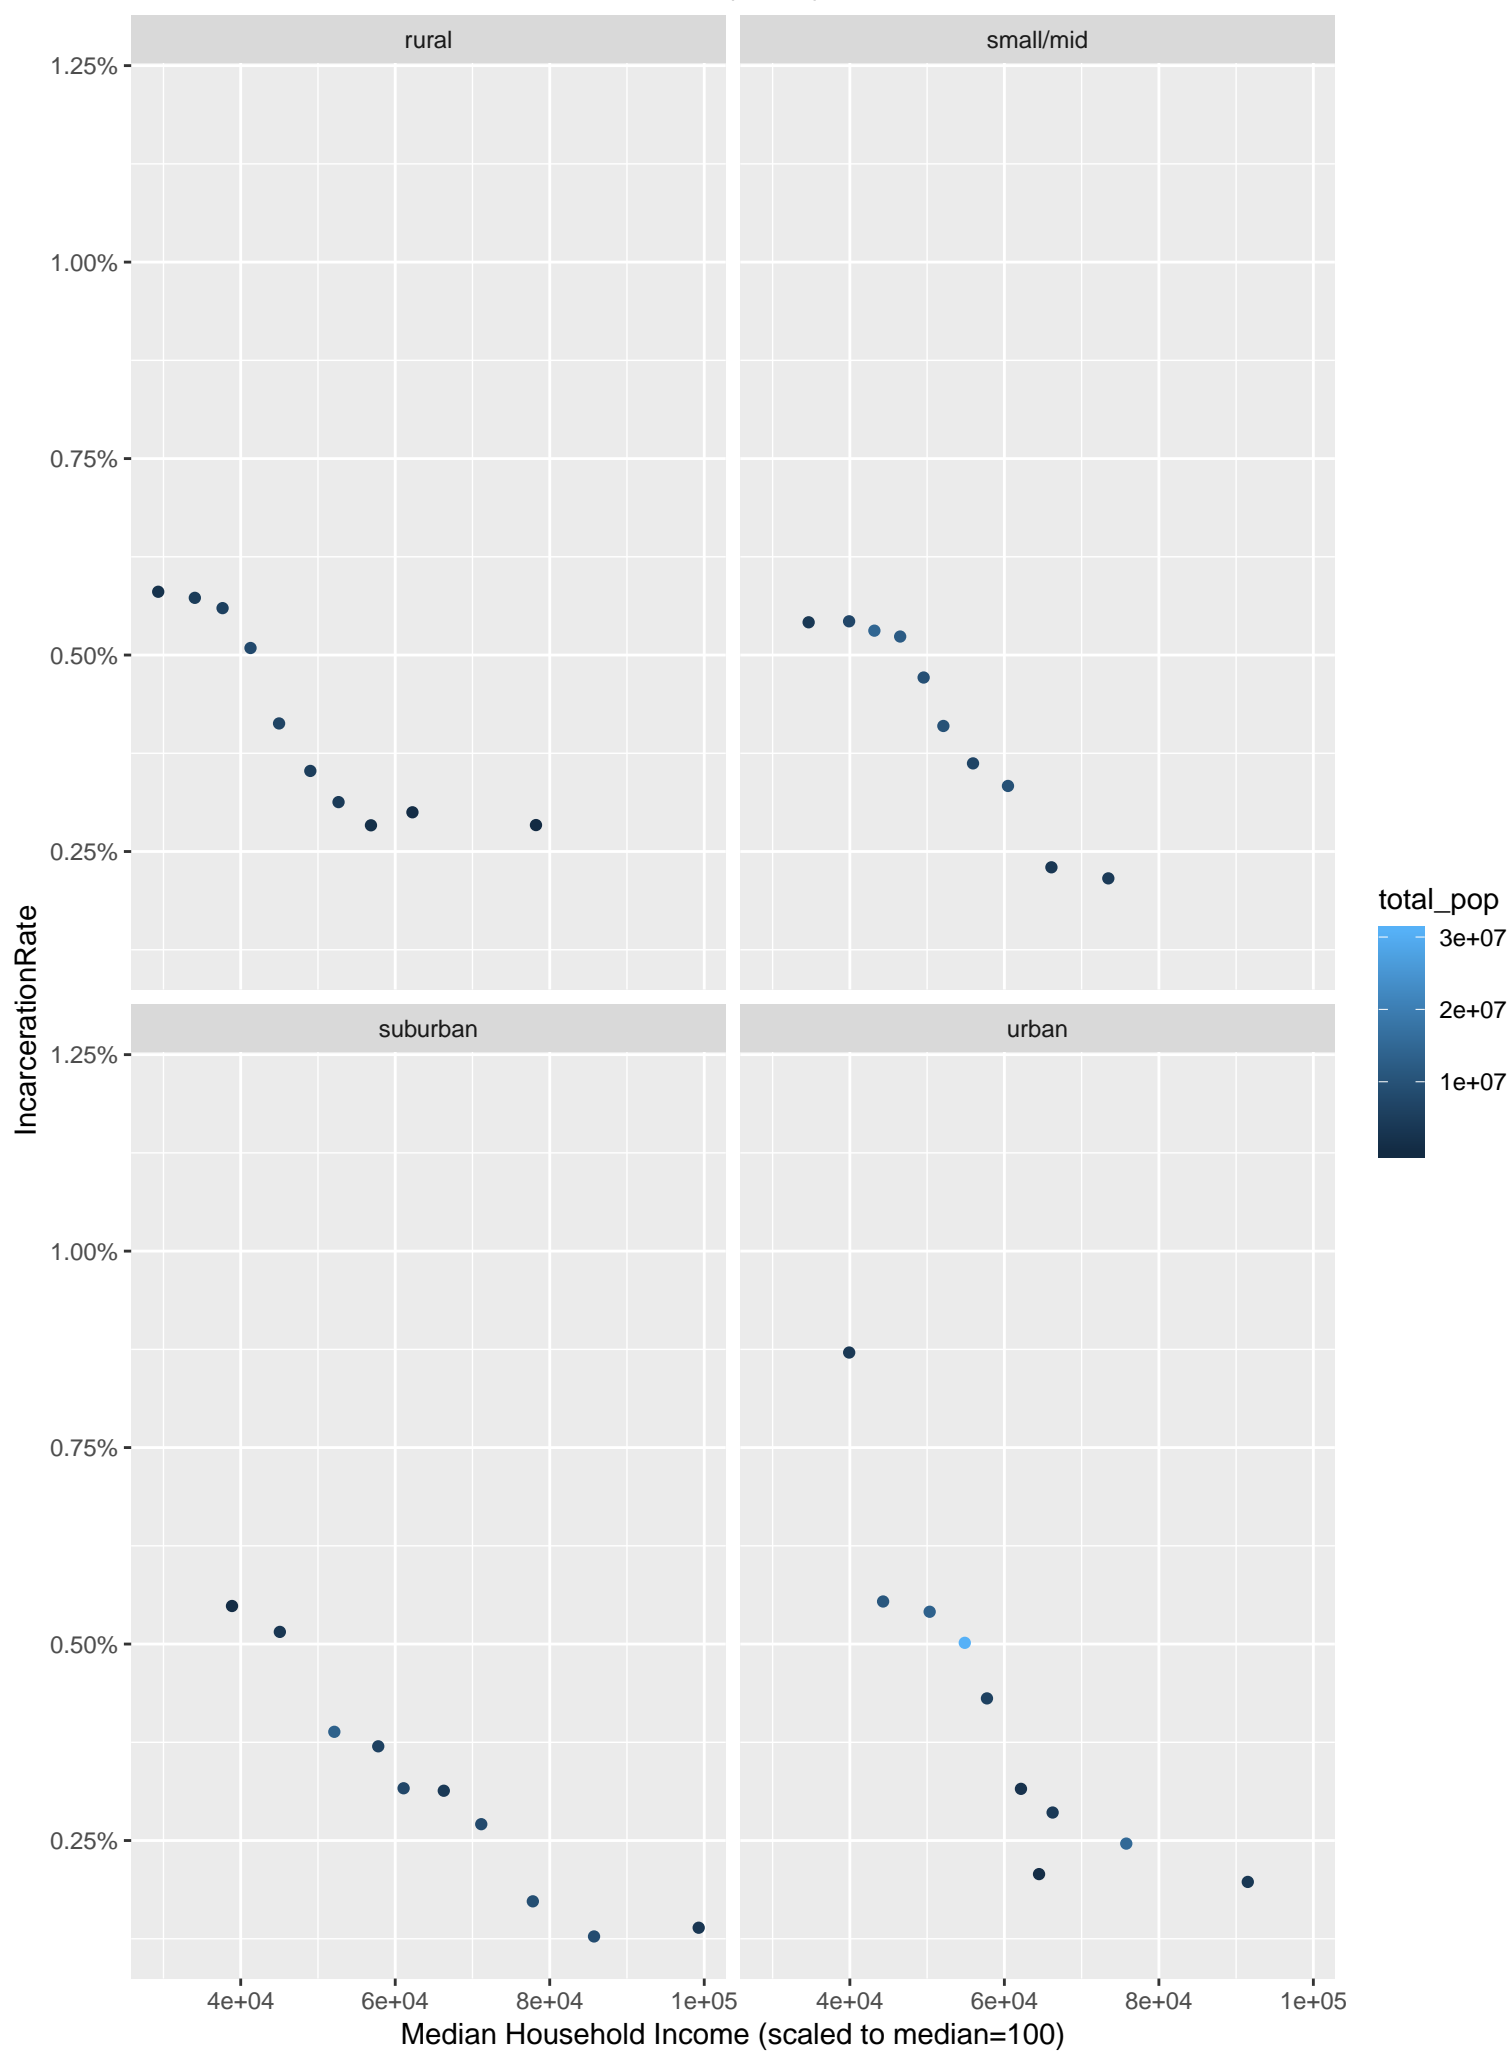 rural
small/mid
1.25%
1.00%
0.75%
0.50%
0.25%
IncarcerationRate
suburban
urban
1.25%
1.00%
0.75%
0.50%
0.25%
4e+04
6e+04
8e+04
1e+05
4e+04
6e+04
8e+04
1e+05
Median Household Income (scaled to median=100)
total_pop
3e+07
2e+07
1e+07